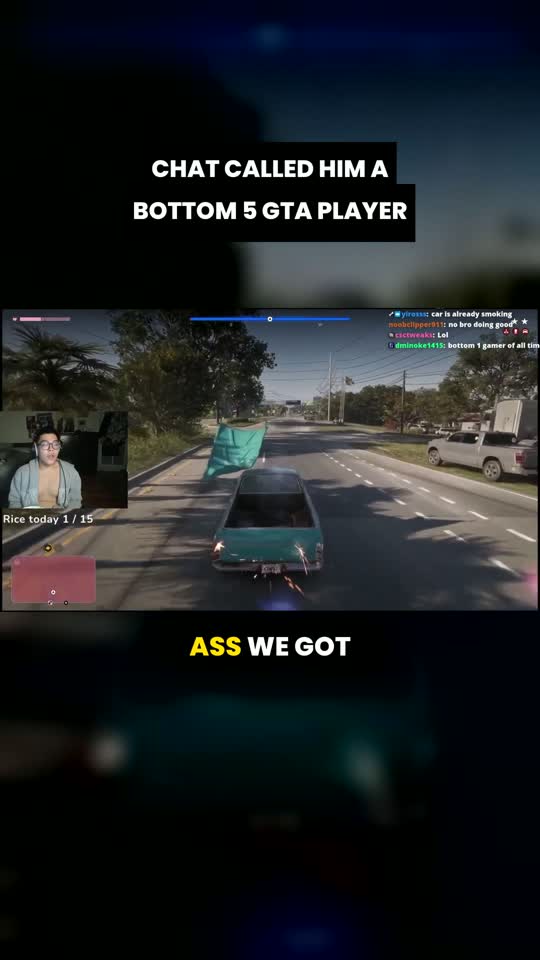 CHAT CALLED HIM A
BOTTOM 5 GTA PLAYER
yirosss: car is already smoking
noobclipper911: no bro doing good
csctweaks: Lol
dminoke1415: bottom 1 gamer of all tim
Rice today 1 / 15
ASS WE GOT